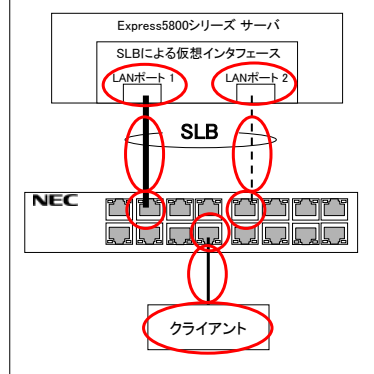 Express5800シリーズ サーバ
SLBによる仮想インタフェース
LANポート 1 LANポート 2
SLB
NEC
クライアント